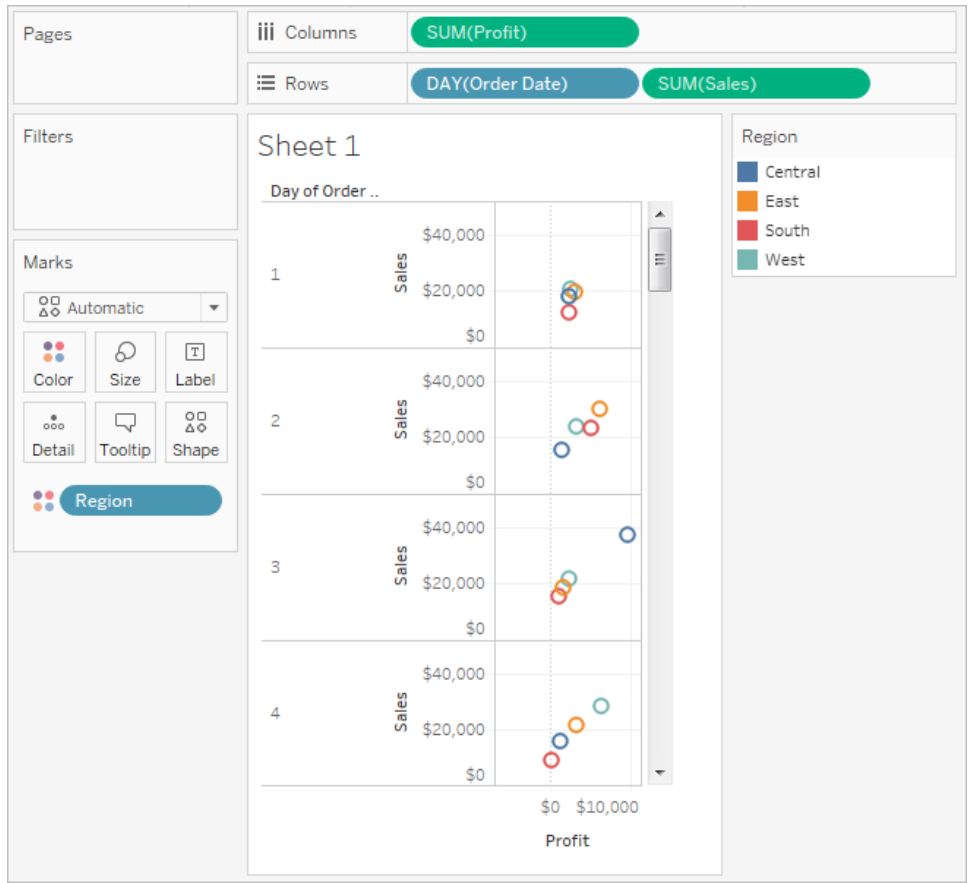 Pages
Columns
SUM(Profit)
Rows
DAY(Order Date)
SUM(Sales)
Filters
Marks
Automatic
Color
Size
T
Label
Detail
Tooltip
Shape
Region
Sheet 1
Day of Order ..
1
Sales
$40,000
$20,000
$0
2
Sales
$40,000
$20,000
$0
3
Sales
$40,000
$20,000
$0
4
Sales
$40,000
$20,000
$0
$0
$10,000
Profit
Region
Central
East
South
West